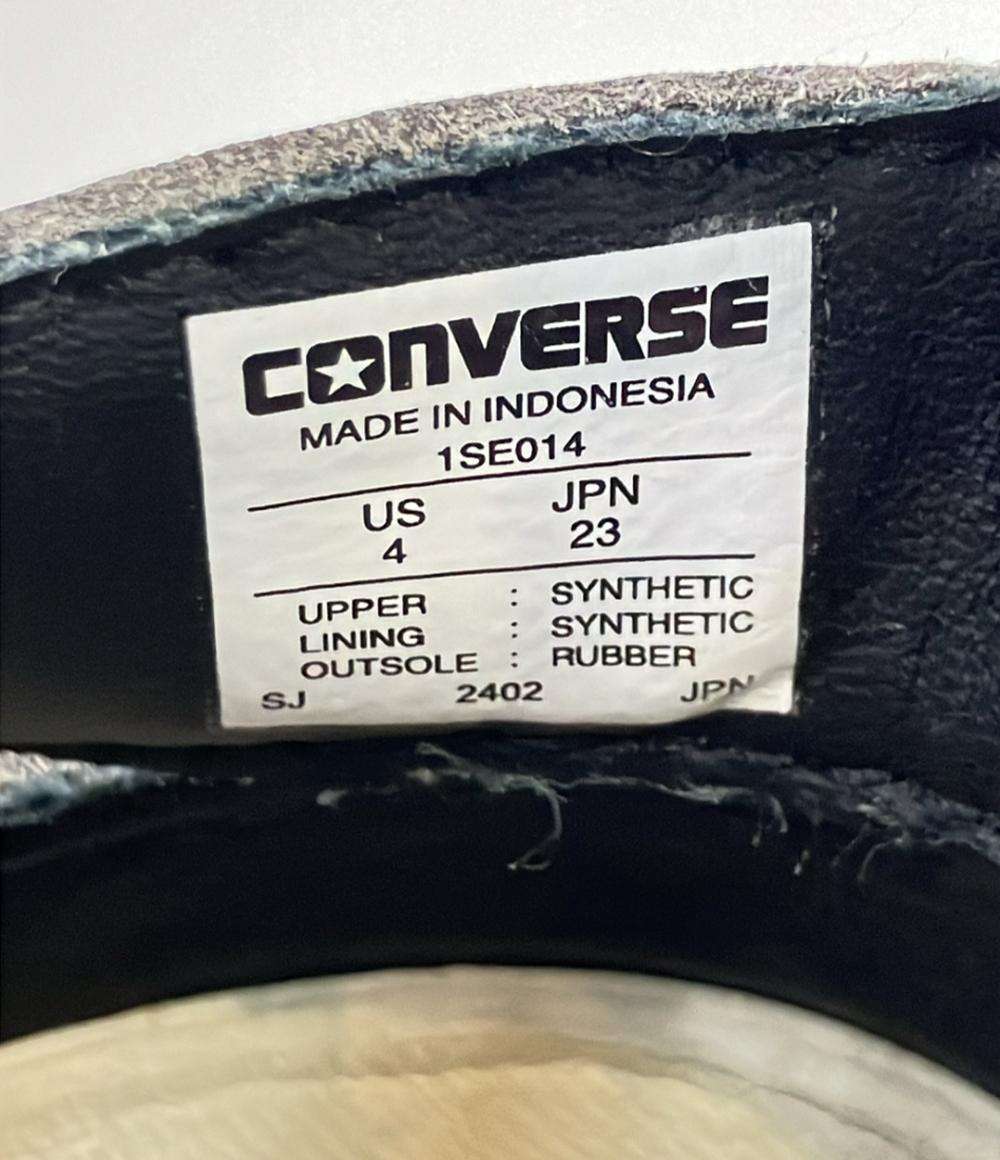 CONVERSE
MADE IN INDONESIA
1SE014
US JPN
4 23
UPPER : SYNTHETIC
LINING : SYNTHETIC
OUTSOLE : RUBBER
SJ 2402 JPN